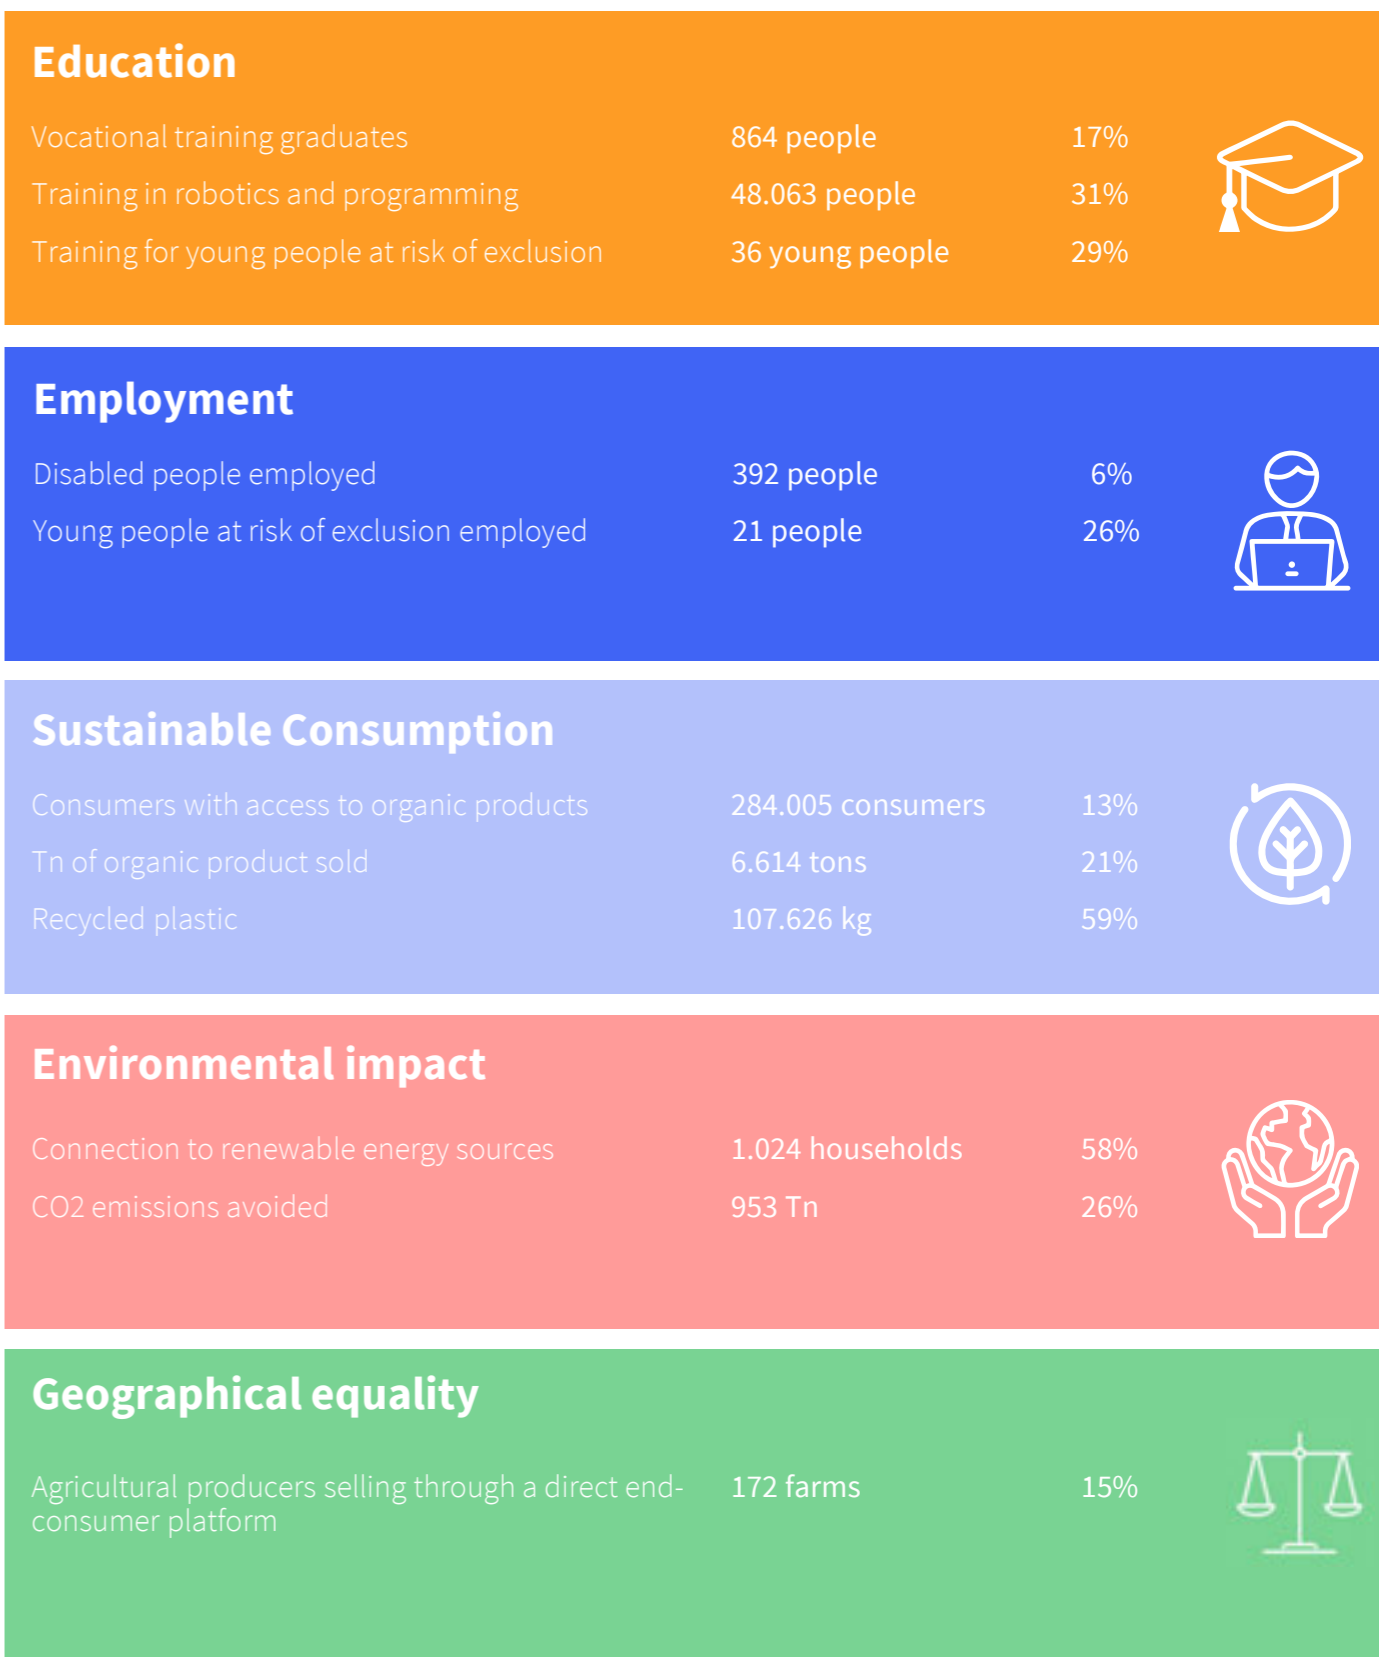 Education
Vocational training graduates 864 people 17%
Training in robotics and programming 48.063 people 31%
Training for young people at risk of exclusion 36 young people 29%
Employment
Disabled people employed 392 people 6%
Young people at risk of exclusion employed 21 people 26%
Sustainable Consumption
Consumers with access to organic products 284.005 consumers 13%
Tn of organic product sold 6.614 tons 21%
Recycled plastic 107.626 kg 59%
Environmental impact
Connection to renewable energy sources 1.024 households 58%
CO2 emissions avoided 953 Tn 26%
Geographical equality
Agricultural producers selling through a direct end- 172 farms 15%
consumer platform